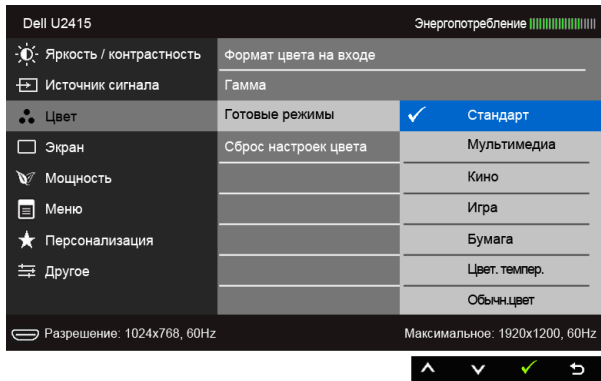 Dell U2415 Энергопотребление
Яркость / контрастность Формат цвета на входе
Источник сигнала Гамма
Цвет Готовые режимы Стандарт
Экран Сброс настроек цвета Мультимедиа
Мощность Кино
Меню Игра
Персонализация Бумага
Другое Цвет. темпер.
Обычн.цвет
Разрешение: 1024x768, 60Hz Максимальное: 1920x1200, 60Hz